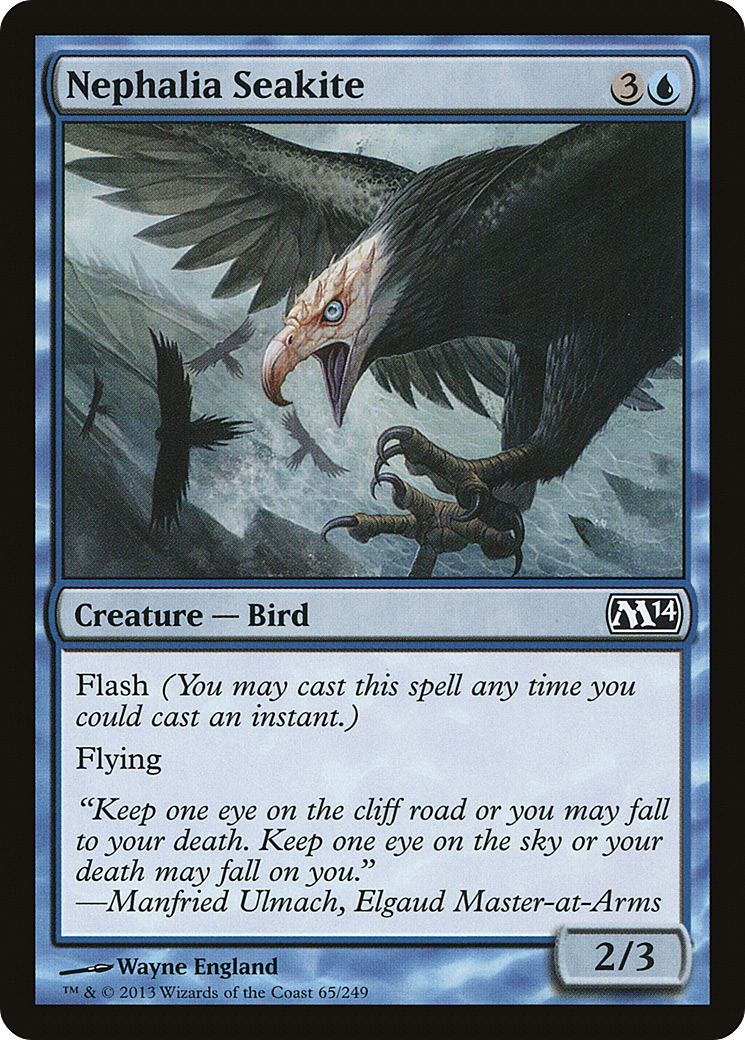 Nephalia Seakite 3
Creature — Bird M14
Flash (You may cast this spell any time you
could cast an instant.)
Flying
“Keep one eye on the cliff road or you may fall
to your death. Keep one eye on the sky or your
death may fall on you.”
—Manfried Ulmach, Elgaud Master-at-Arms
2/3
Wayne England
™ & © 2013 Wizards of the Coast 65/249